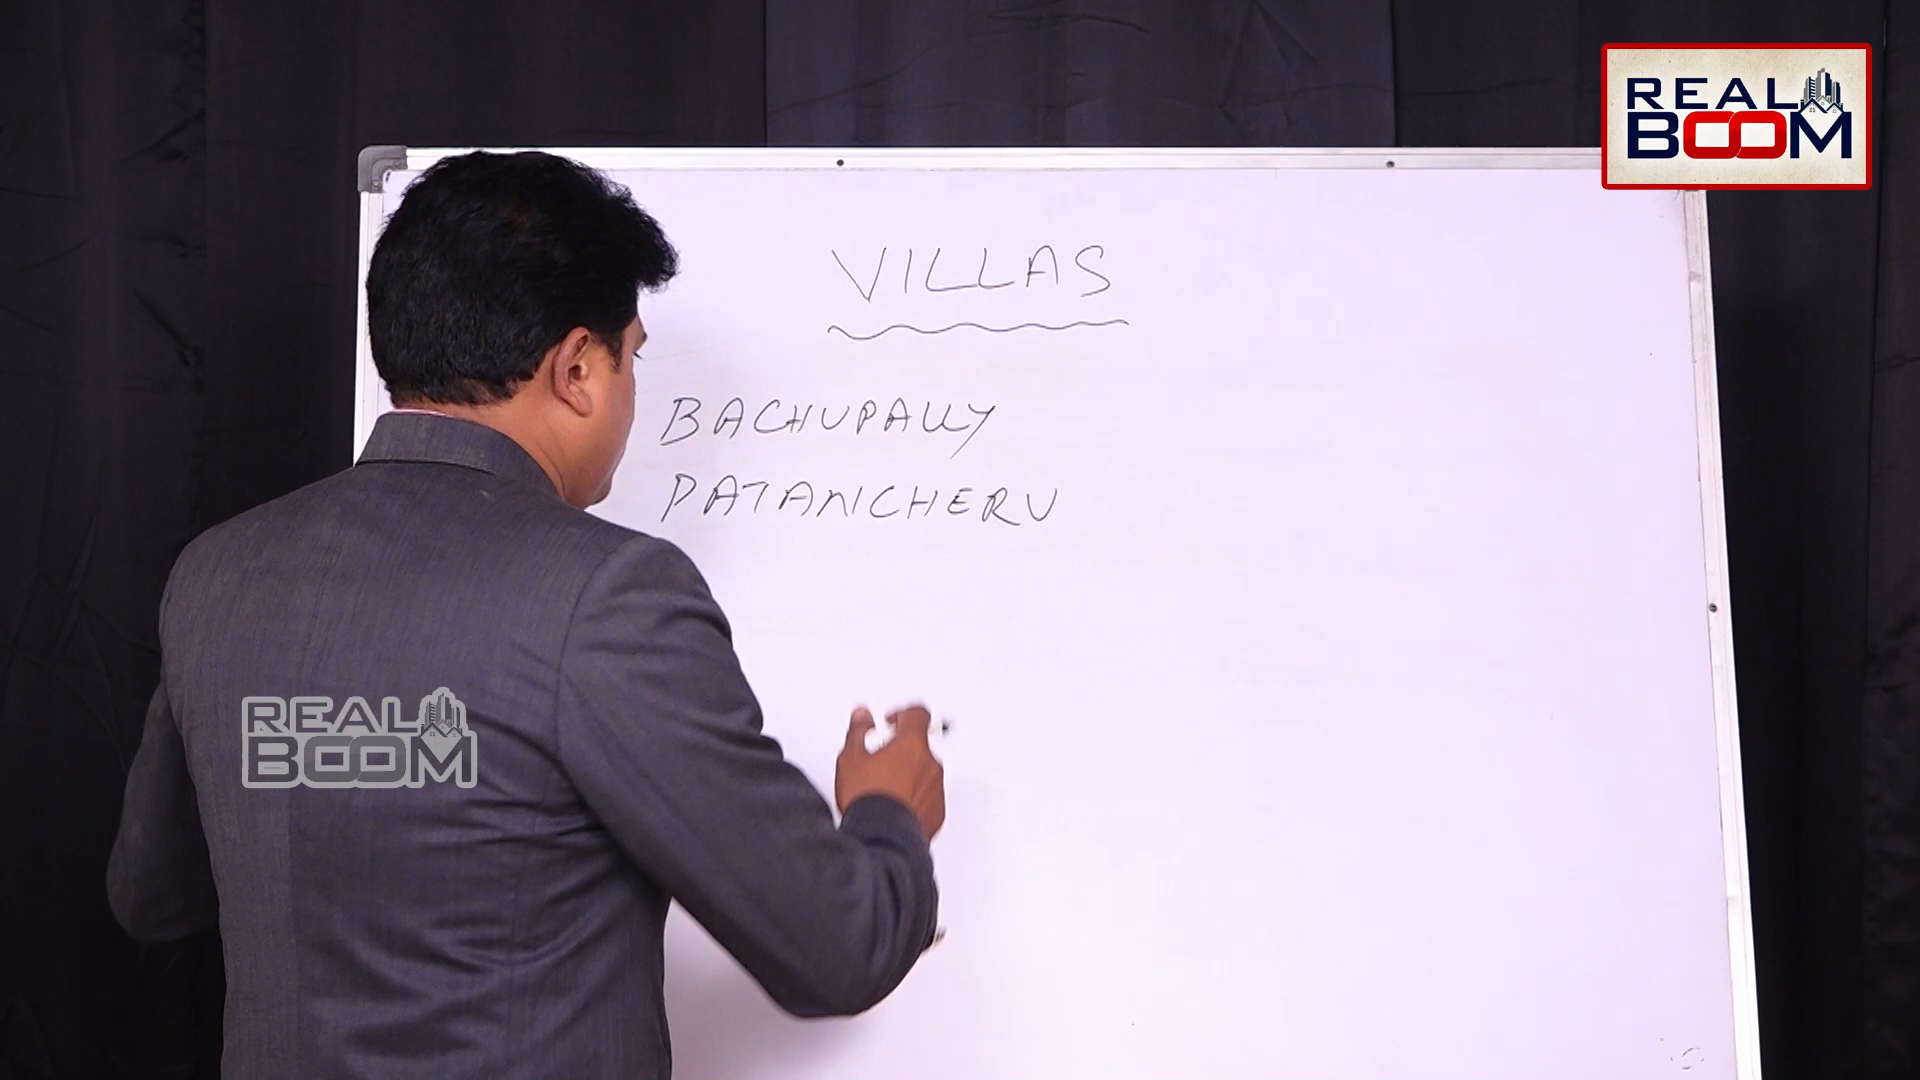 REAL
BOOM
VILLAS
BACHUPALLY
PATANCHERU
REAL
BOOM